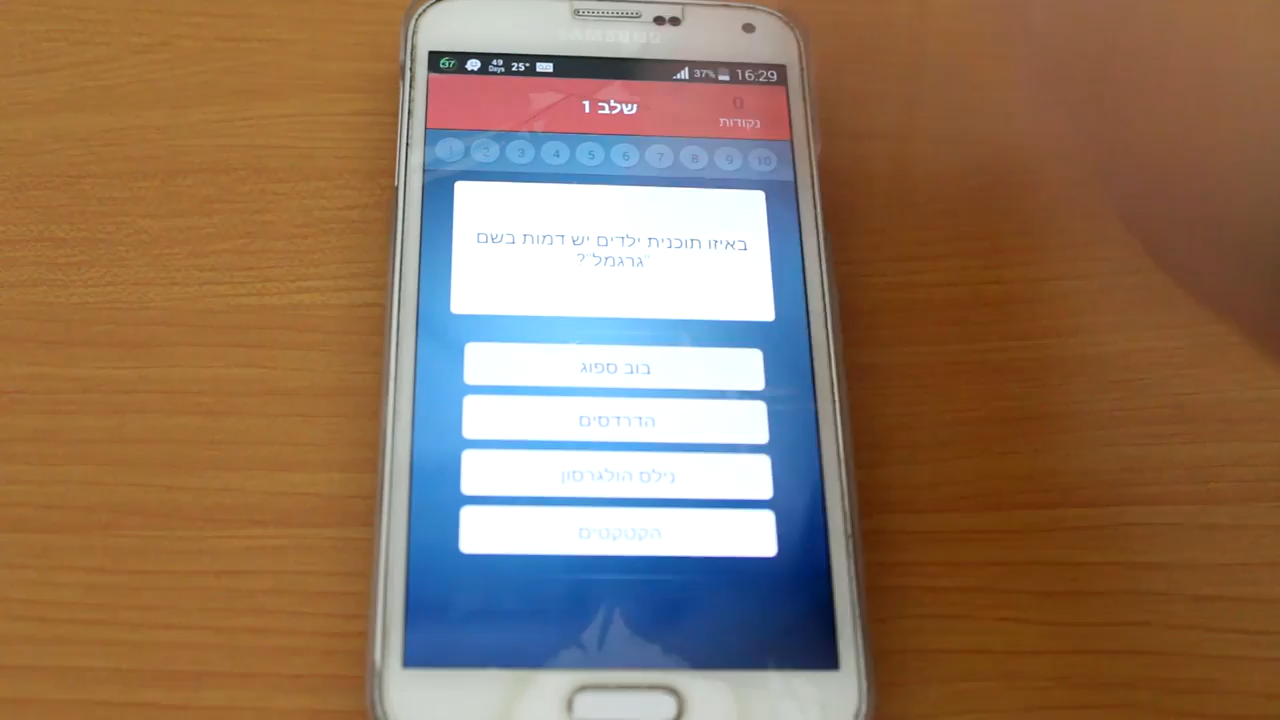 SAMSUNG
37 49 Days 25° 37% 16:29
שלב 1
0
נקודות
1 2 3 4 5 6 7 8 9 10
באיזו תוכנית ילדים יש דמות בשם
"גרגמל"?
בוב ספוג
הדרדסים
נילס הולגרסון
הקטקטים